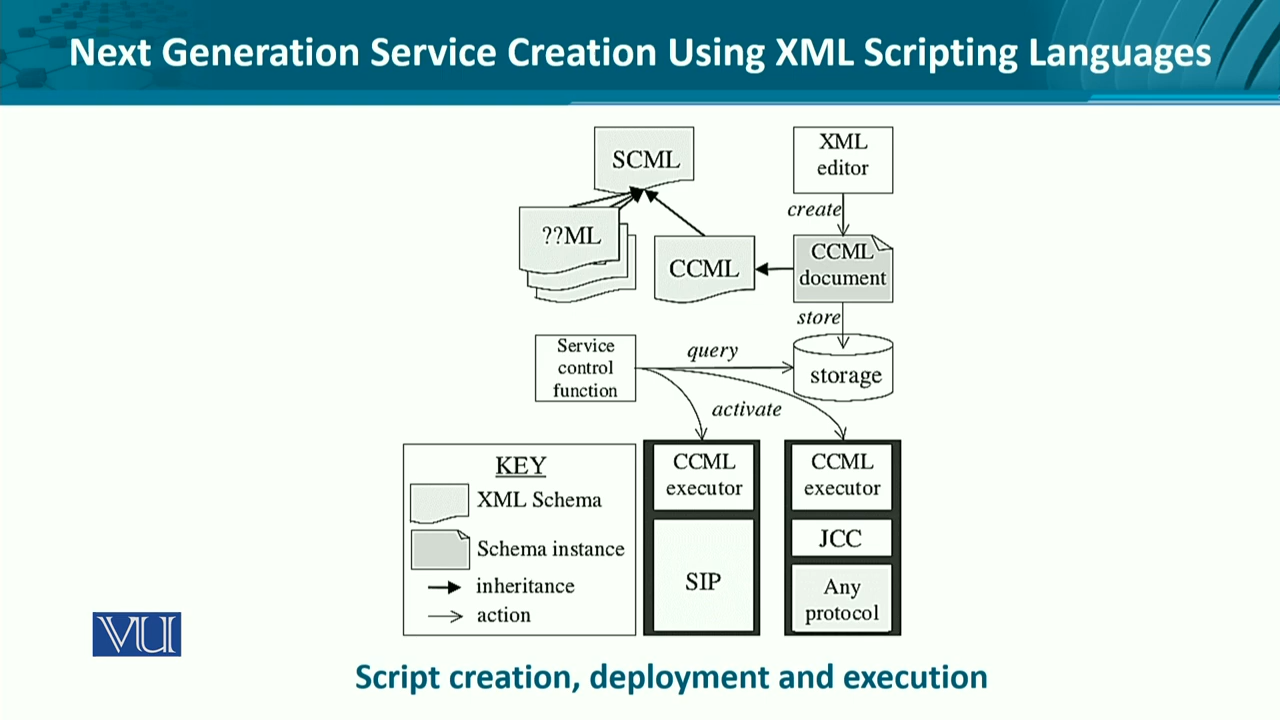 Next Generation Service Creation Using XML Scripting Languages
SCML
XML
editor
create
??ML
CCML
CCML
document
store
Service
control
function
query
storage
activate
KEY
XML Schema
Schema instance
inheritance
action
CCML
executor
SIP
CCML
executor
JCC
Any
protocol
VU
Script creation, deployment and execution